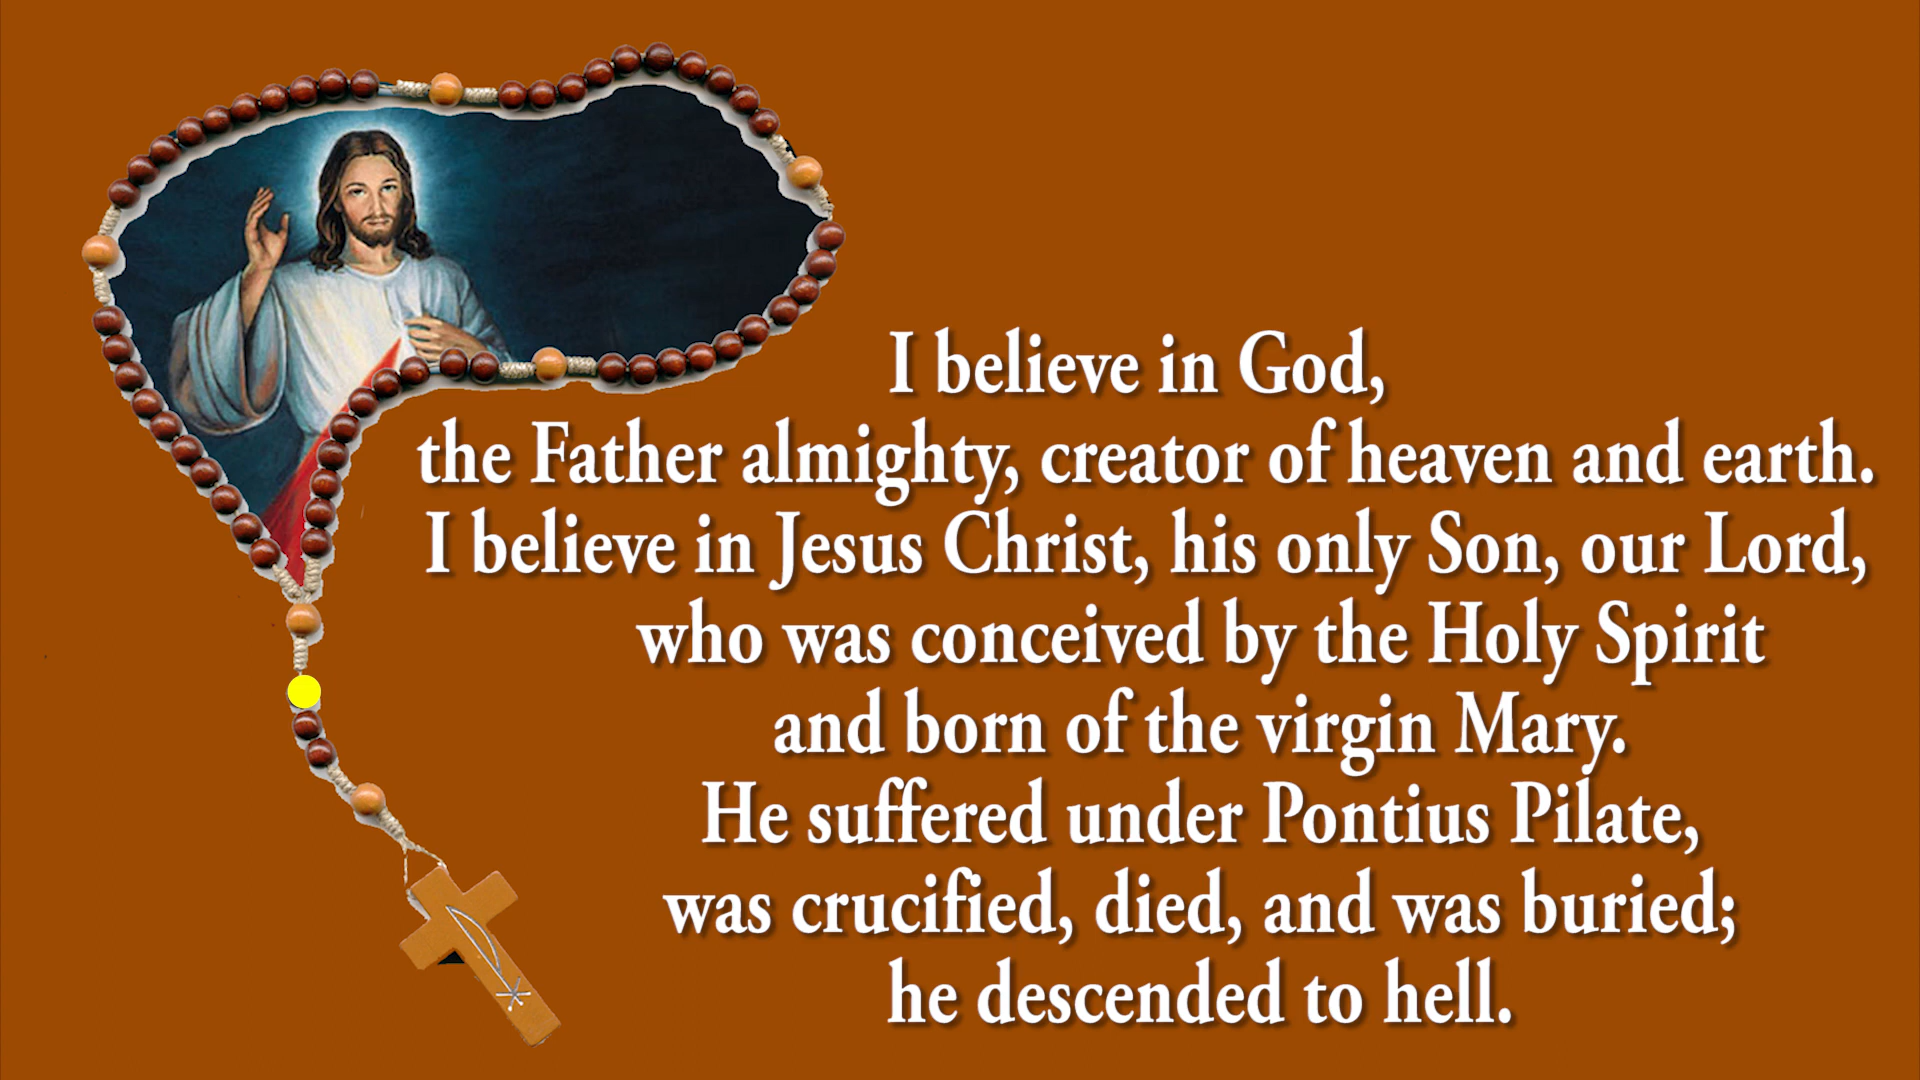 I believe in God,
the Father almighty, creator of heaven and earth.
I believe in Jesus Christ, his only Son, our Lord,
who was conceived by the Holy Spirit
and born of the virgin Mary.
He suffered under Pontius Pilate,
was crucified, died, and was buried;
he descended to hell.